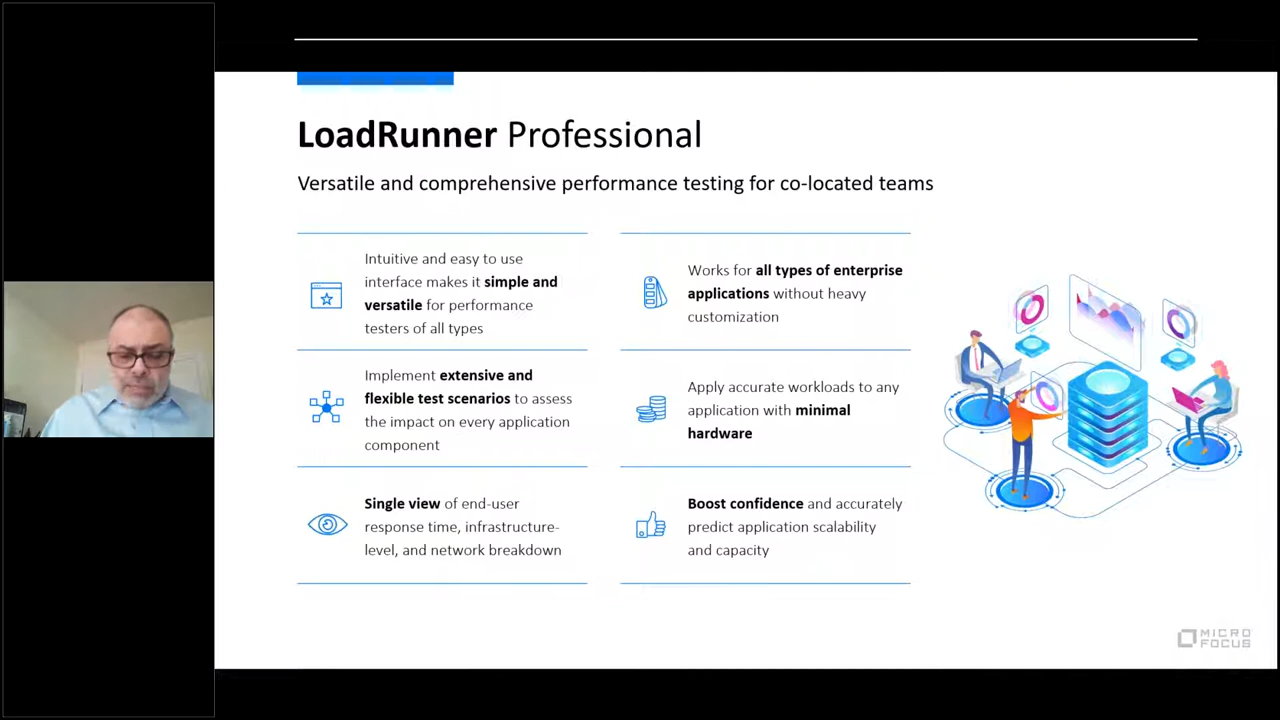 LoadRunner Professional
Versatile and comprehensive performance testing for co-located teams
Intuitive and easy to use
interface makes it simple and
versatile for performance
testers of all types
Works for all types of enterprise
applications without heavy
customization
Implement extensive and
flexible test scenarios to assess
the impact on every application
component
Apply accurate workloads to any
application with minimal
hardware
Single view of end-user
response time, infrastructure-
level, and network breakdown
Boost confidence and accurately
predict application scalability
and capacity
MICRO
FOCUS